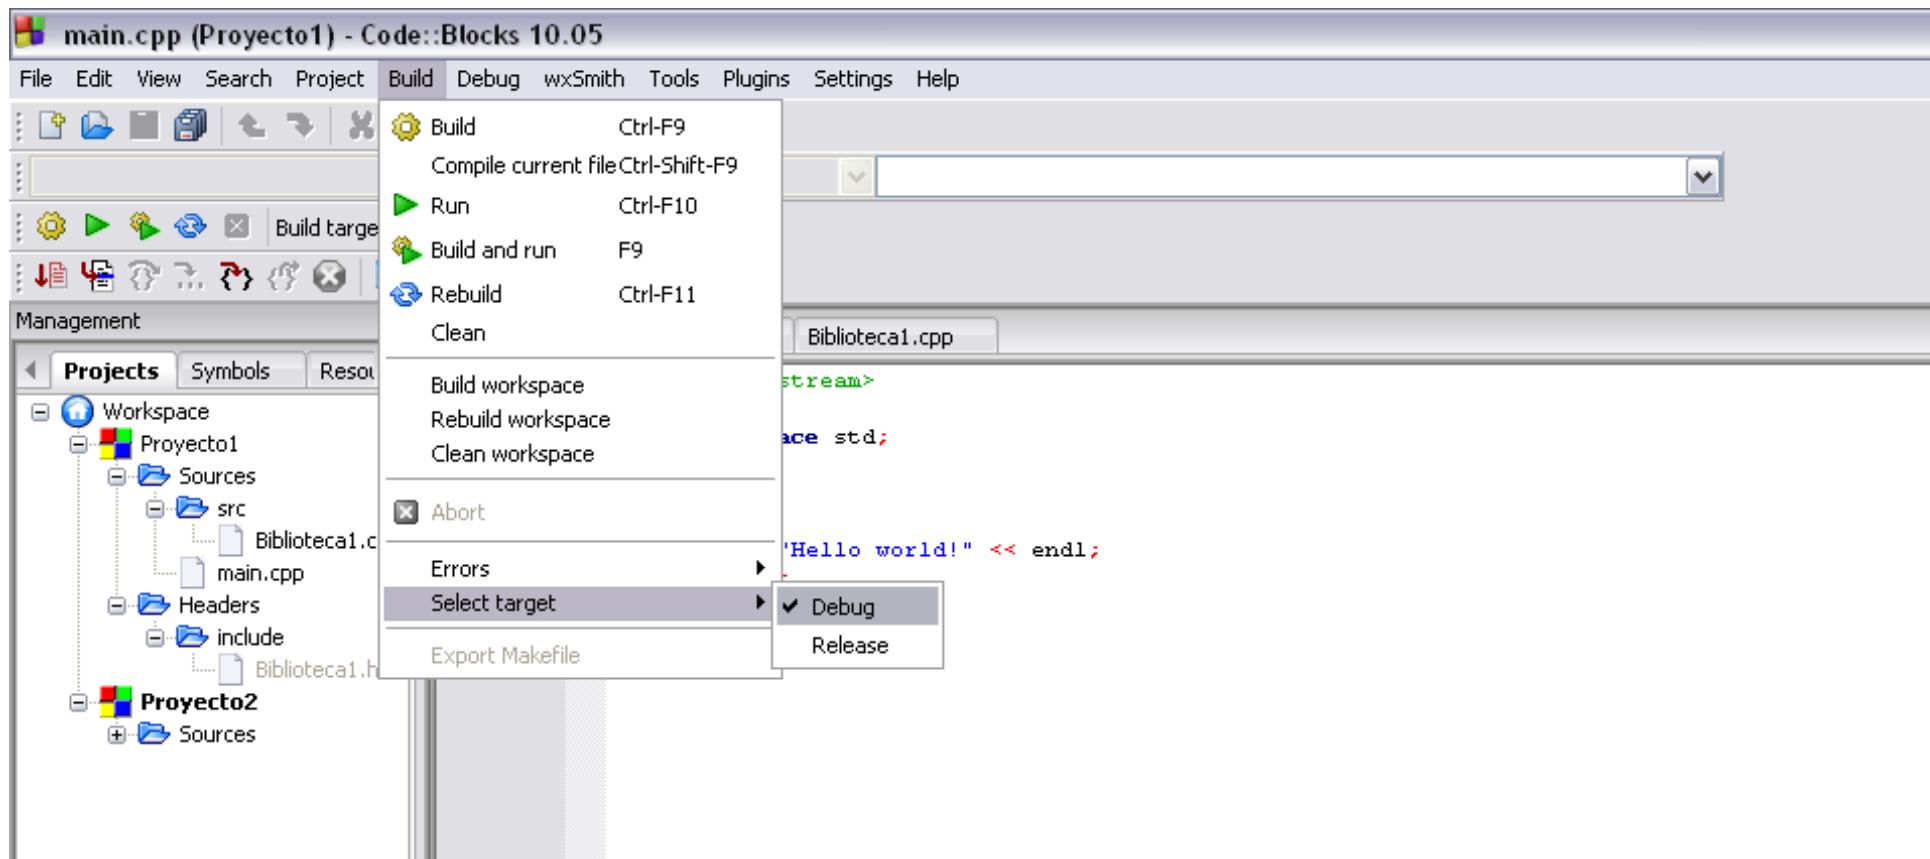 main.cpp (Proyecto1) - Code::Blocks 10.05
File Edit View Search Project Build Debug wxSmith Tools Plugins Settings Help
Build Ctrl-F9
Compile current file Ctrl-Shift-F9
Run Ctrl-F10
Build and run F9
Rebuild Ctrl-F11
Clean
Build workspace
Rebuild workspace
Clean workspace
Abort
Errors
Select target
Export Makefile
Debug
Release
Build targe
Management
Projects Symbols Resou
Workspace
Proyecto1
Sources
src
Biblioteca1.c
main.cpp
Headers
include
Biblioteca1.h
Proyecto2
Sources
Biblioteca1.cpp
stream>
ace std;
"Hello world!" << endl;